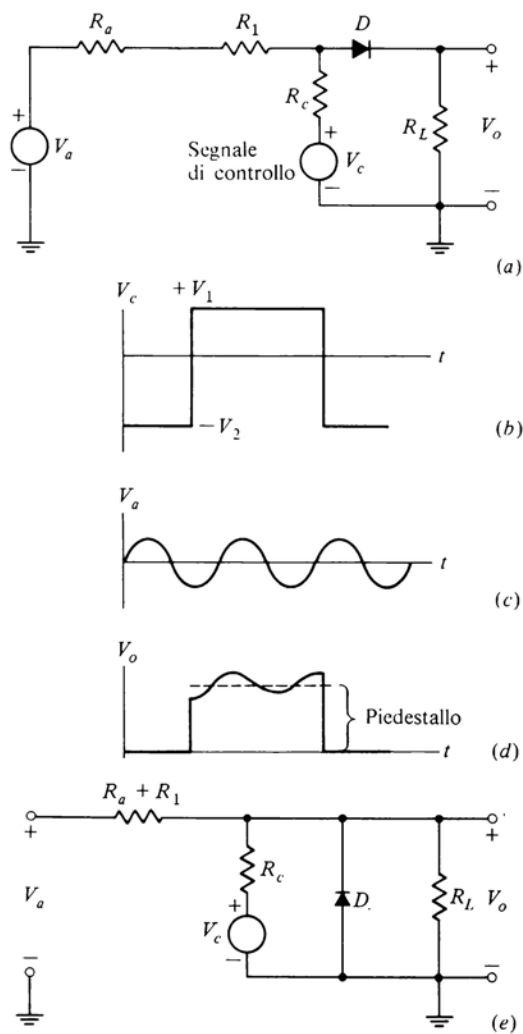 R_a R_1 D
R_c
+ V_a −
Segnale
di controllo
+ V_c −
R_L
+ V_o −
(a)
V_c + V_1
t
− V_2
(b)
V_a
t
(c)
V_o
Piedestallo
t
(d)
R_a + R_1
+ V_a −
R_c
+ V_c −
D.
R_L
+ V_o −
(e)